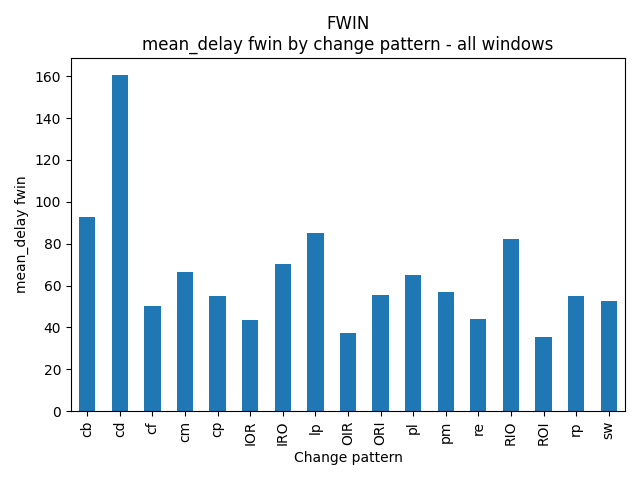 FWIN
mean_delay fwin by change pattern - all windows
mean_delay fwin
160
140
120
100
80
60
40
20
0
cb
cd
cf
cm
cp
IOR
IRO
lp
OIR
ORI
pl
pm
re
RIO
ROI
rp
sw
Change pattern